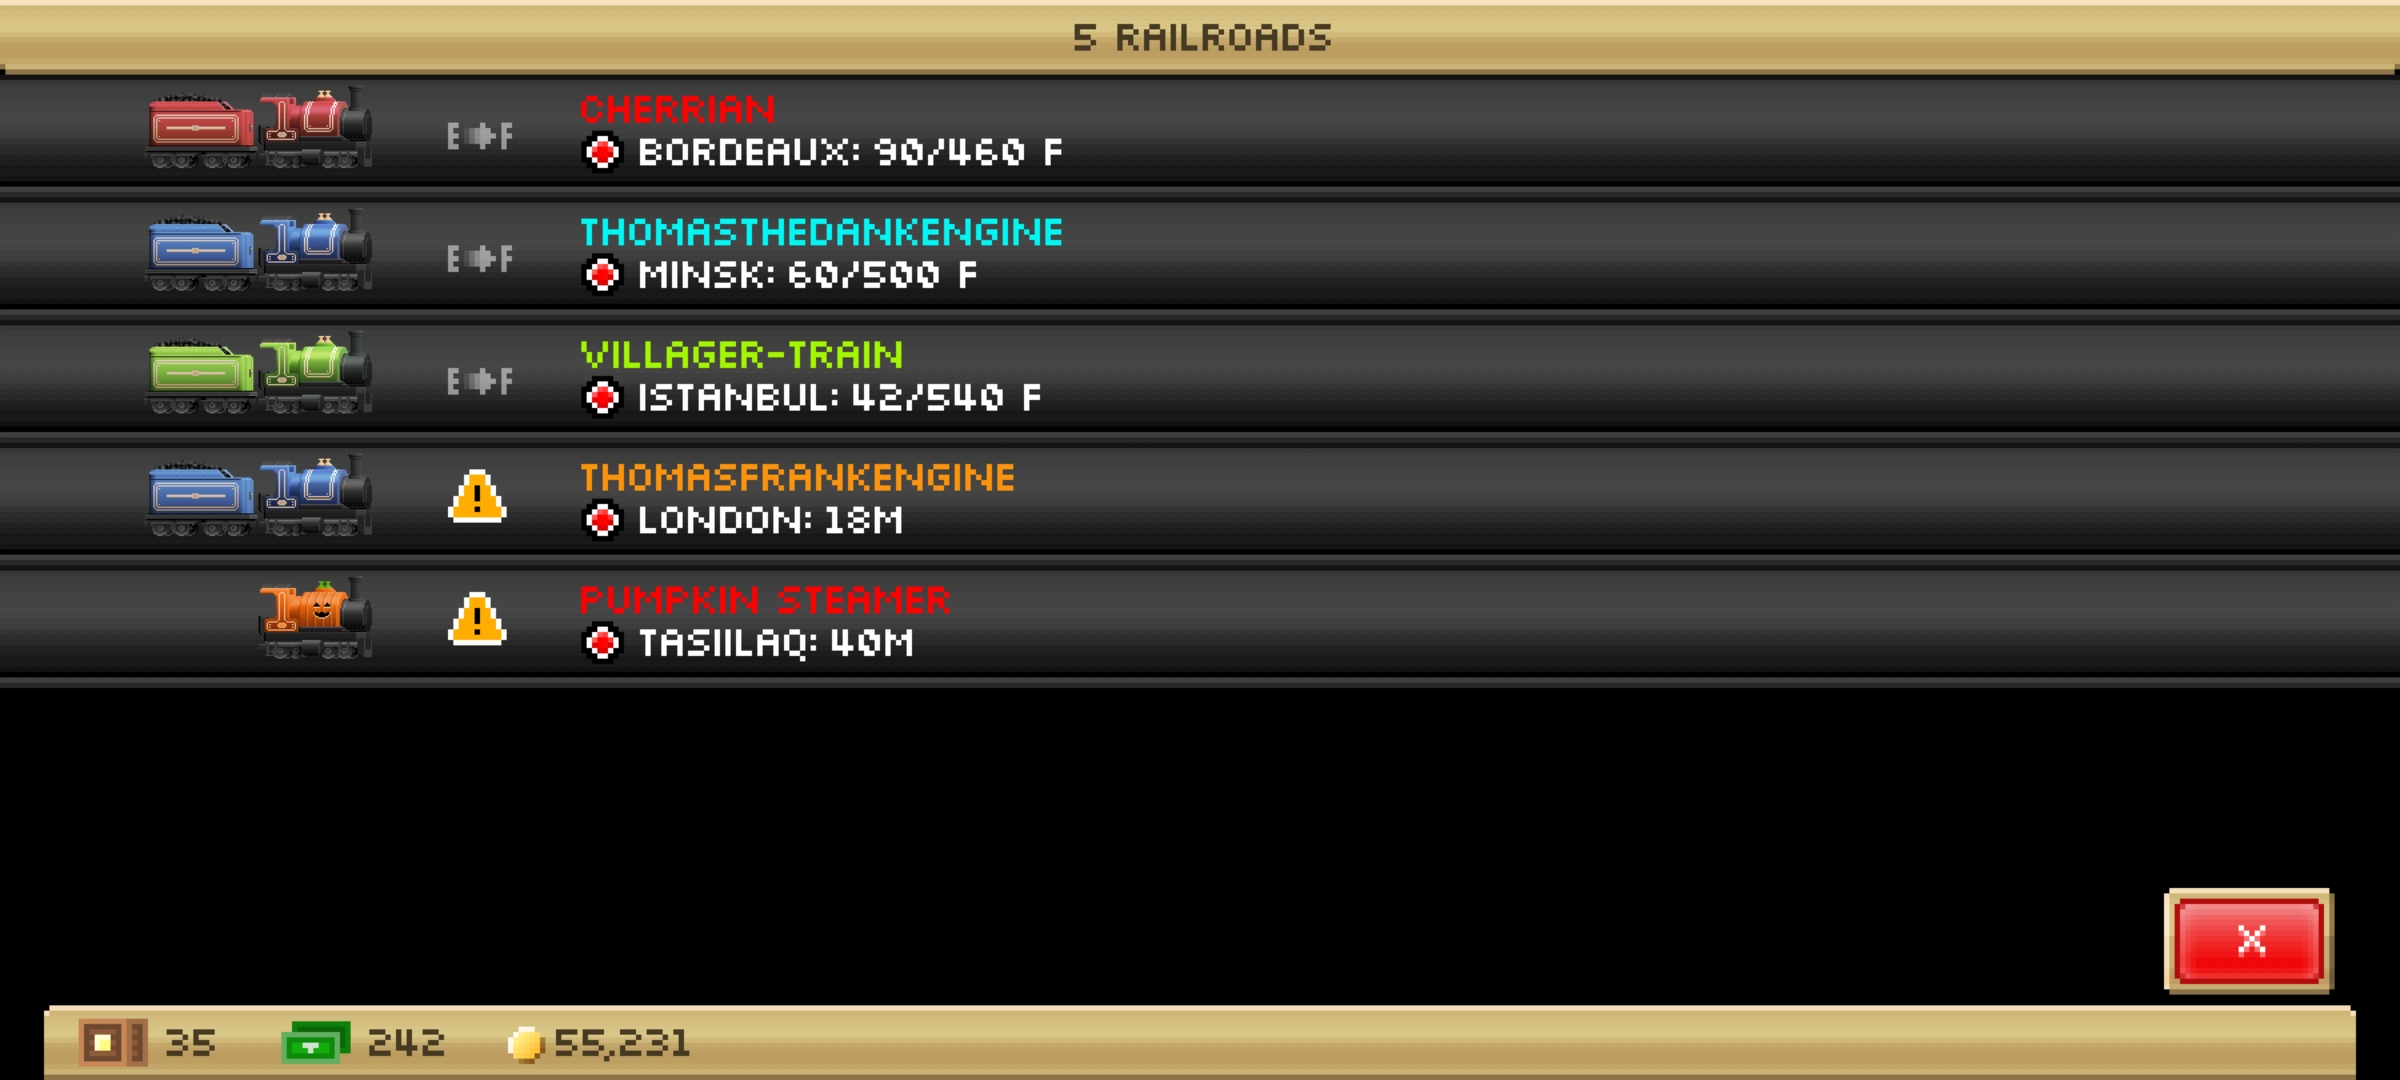 5 RAILROADS
E F
CHERRIAN
BORDEAUX: 90/460 F
E F
THOMASTHEDANKENGINE
MINSK: 60/500 F
E F
VILLAGER-TRAIN
ISTANBUL: 42/540 F
!
THOMASFRANKENGINE
LONDON: 18M
!
PUMPKIN STEAMER
TASIILAQ: 40M
X
35 242 55,231